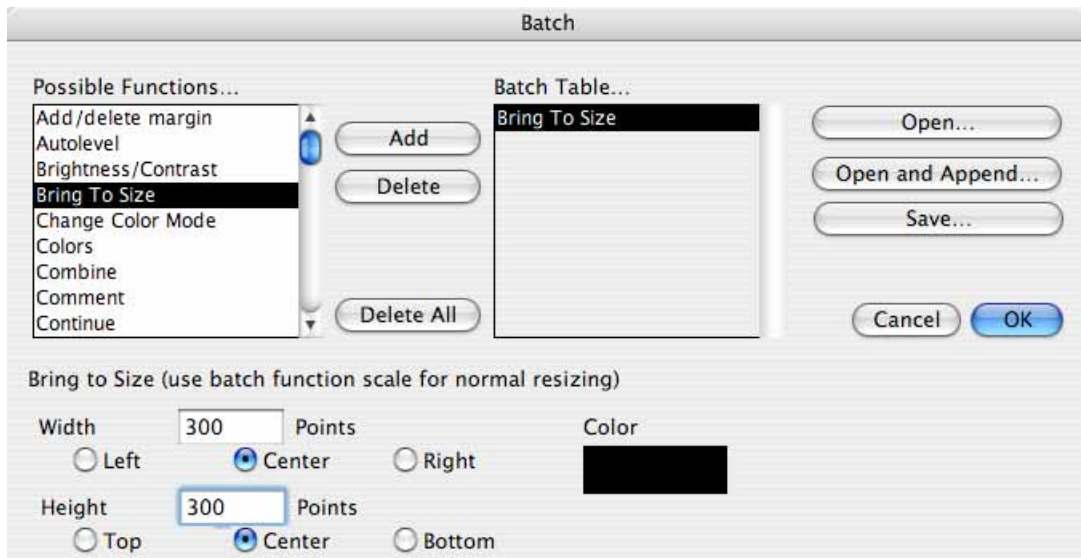 Batch
Possible Functions...
Add/delete margin
Autolevel
Brightness/Contrast
Bring To Size
Change Color Mode
Colors
Combine
Comment
Continue
Add
Delete
Delete All
Batch Table...
Bring To Size
Open...
Open and Append...
Save...
Cancel
OK
Bring to Size (use batch function scale for normal resizing)
Width 300 Points
Left Center Right
Color
Height 300 Points
Top Center Bottom